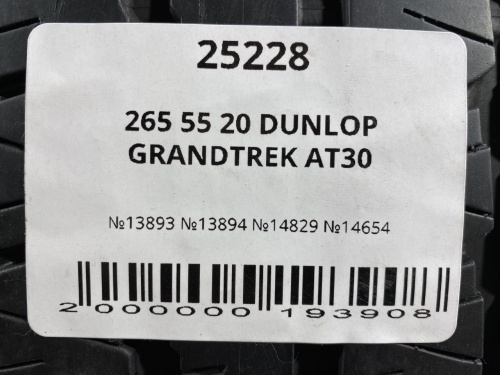 25228
265 55 20 DUNLOP
GRANDTREK AT30
№13893 №13894 №14829 №14654
2 000000 193908